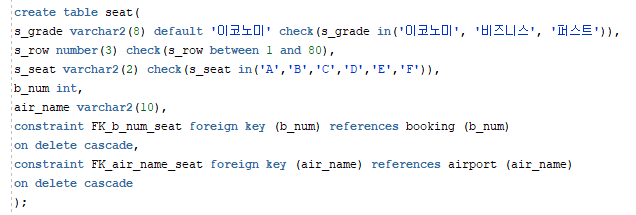 create table seat(
s_grade varchar2(8) default '이코노미' check(s_grade in('이코노미', '비즈니스', '퍼스트')),
s_row number(3) check(s_row between 1 and 80),
s_seat varchar2(2) check(s_seat in('A','B','C','D','E','F')),
b_num int,
air_name varchar2(10),
constraint FK_b_num_seat foreign key (b_num) references booking (b_num)
on delete cascade,
constraint FK_air_name_seat foreign key (air_name) references airport (air_name)
on delete cascade
);